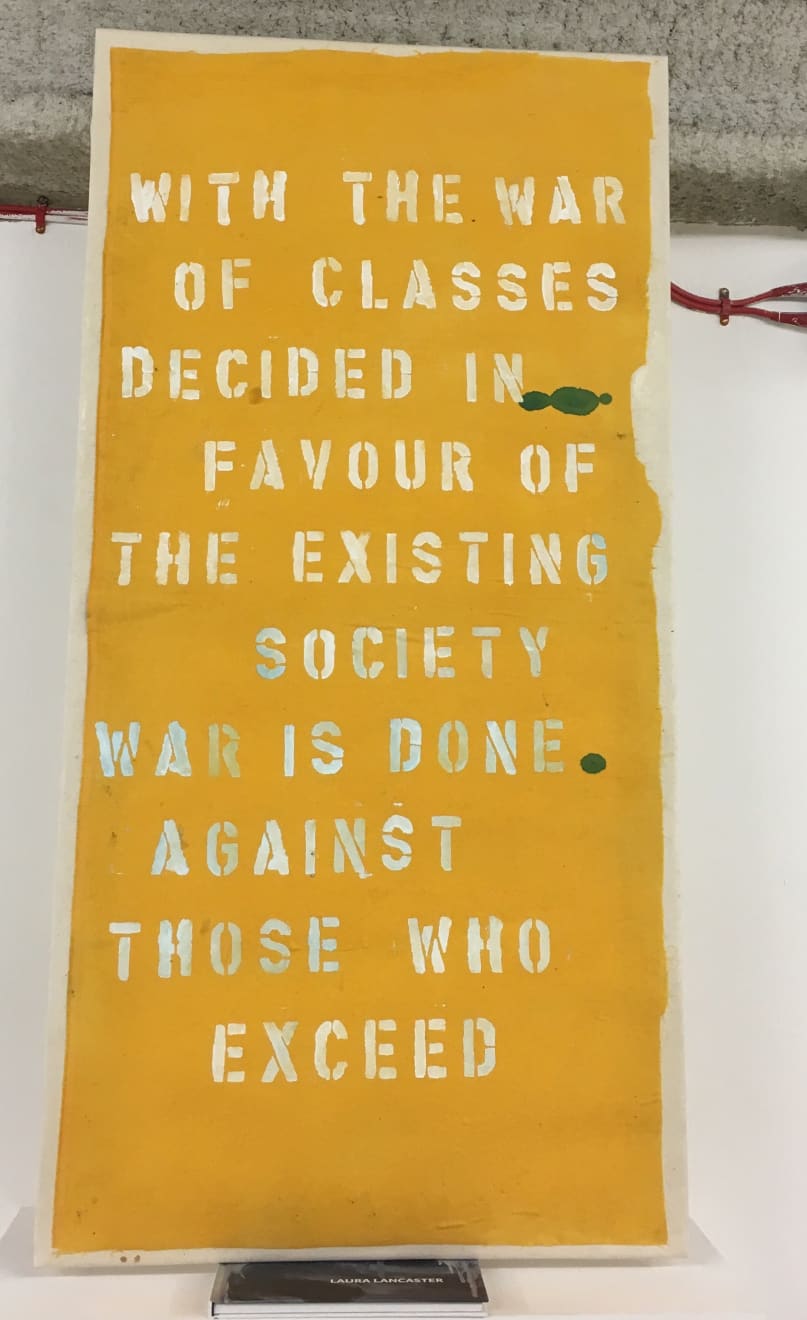 WITH THE WAR
OF CLASSES
DECIDED IN
FAVOUR OF
THE EXISTING
SOCIETY
WAR IS DONE.
AGAINST
THOSE WHO
EXCEED
LAURA LANCASTER